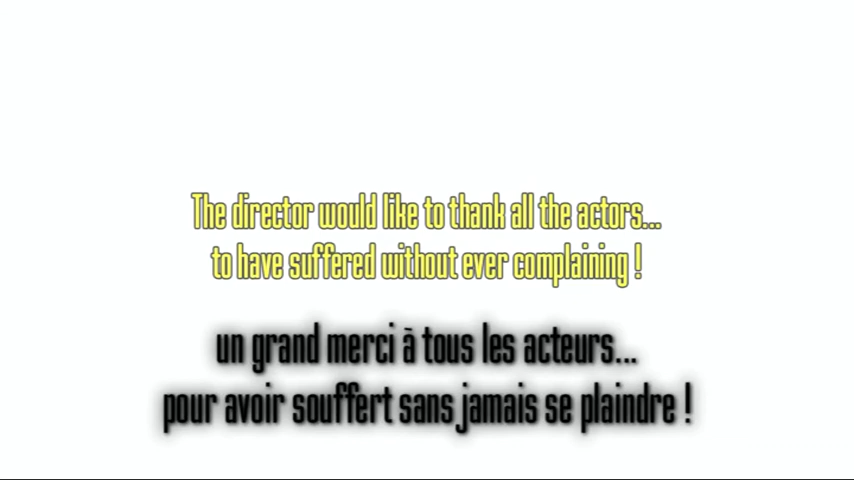 The director would like to thank all the actors...
to have suffered without ever complaining !
un grand merci à tous les acteurs...
pour avoir souffert sans jamais se plaindre !